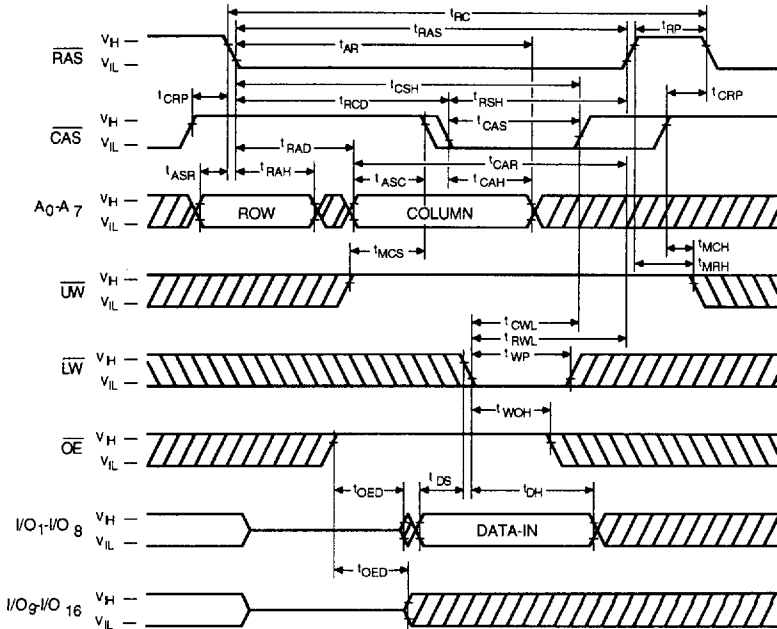 tRC
tRAS
tRP
tAR
RAS VIH
VIL
tCSH
tCRP
tRCD
tRSH
tCRP
CAS VIH
VIL
tCAS
tRAD
tCAR
tASR
tRAH
tASC
tCAH
A0-A7 VIH
VIL
ROW
COLUMN
tMCS
tMCH
tMRH
UW VIH
VIL
tCWL
tRWL
tWP
LW VIH
VIL
tWOH
OE VIH
VIL
tOED
tDS
tDH
I/O1-I/O8 VIH
VIL
DATA-IN
tOED
I/O9-I/O16 VIH
VIL